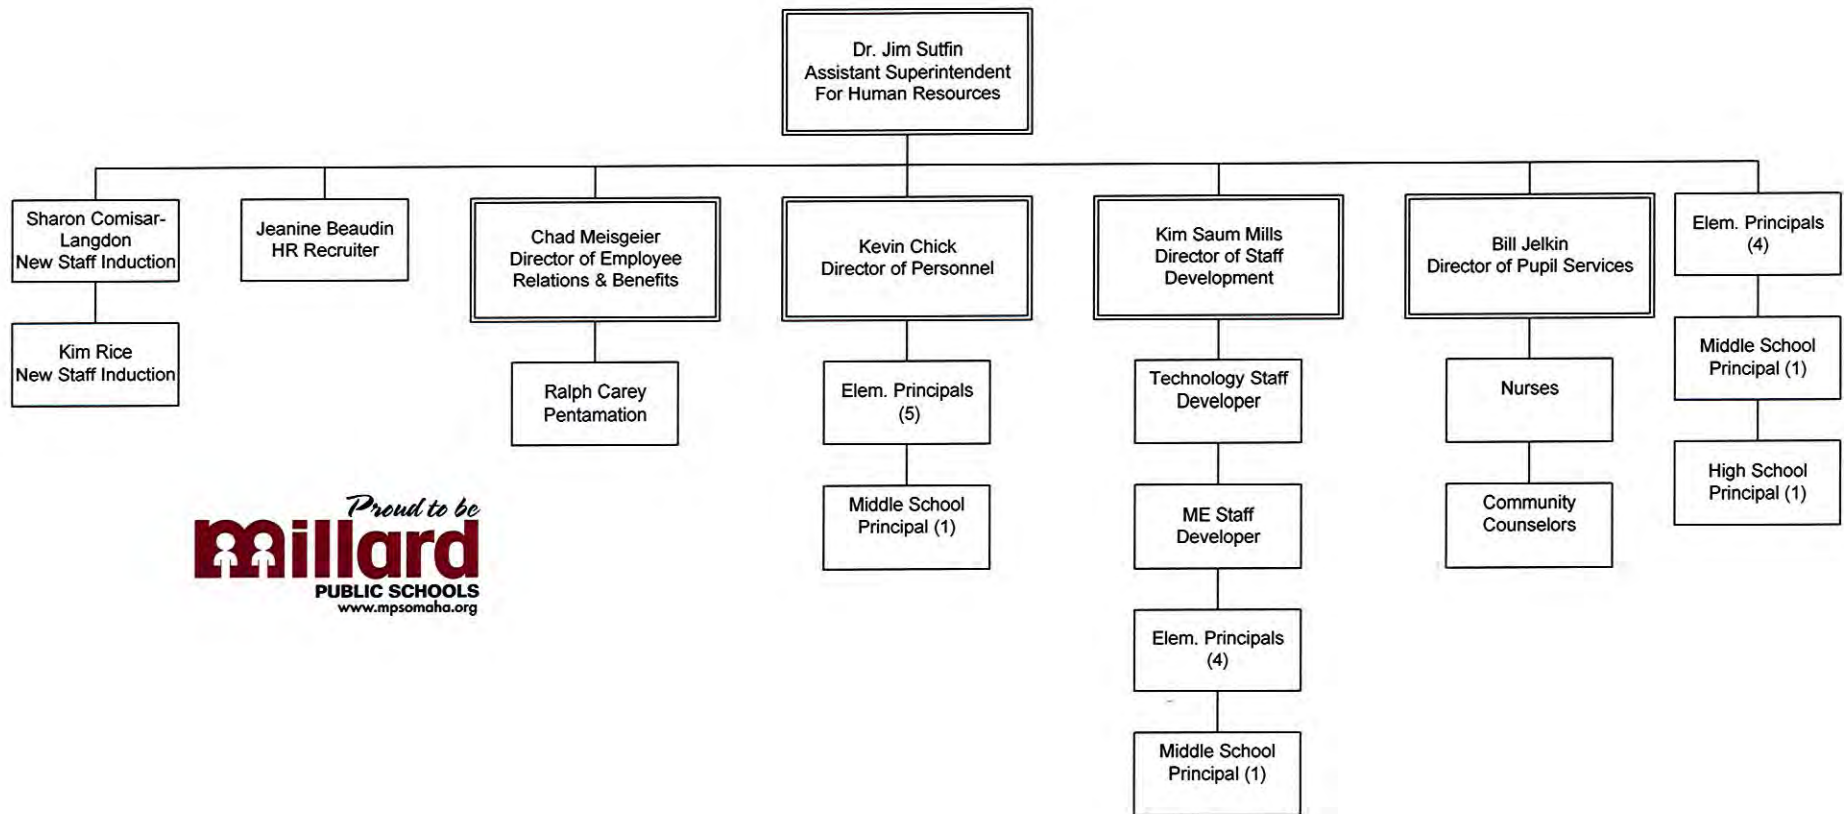 Dr. Jim Sutfin
Assistant Superintendent
For Human Resources
Sharon Comisar-
Langdon
New Staff Induction
Kim Rice
New Staff Induction
Jeanine Beaudin
HR Recruiter
Chad Meisgeier
Director of Employee
Relations & Benefits
Ralph Carey
Pentamation
Kevin Chick
Director of Personnel
Elem. Principals
(5)
Middle School
Principal (1)
Kim Saum Mills
Director of Staff
Development
Technology Staff
Developer
ME Staff
Developer
Elem. Principals
(4)
Middle School
Principal (1)
Bill Jelkin
Director of Pupil Services
Nurses
Community
Counselors
Elem. Principals
(4)
Middle School
Principal (1)
High School
Principal (1)
Proud to be
millard
PUBLIC SCHOOLS
www.mpsomaha.org